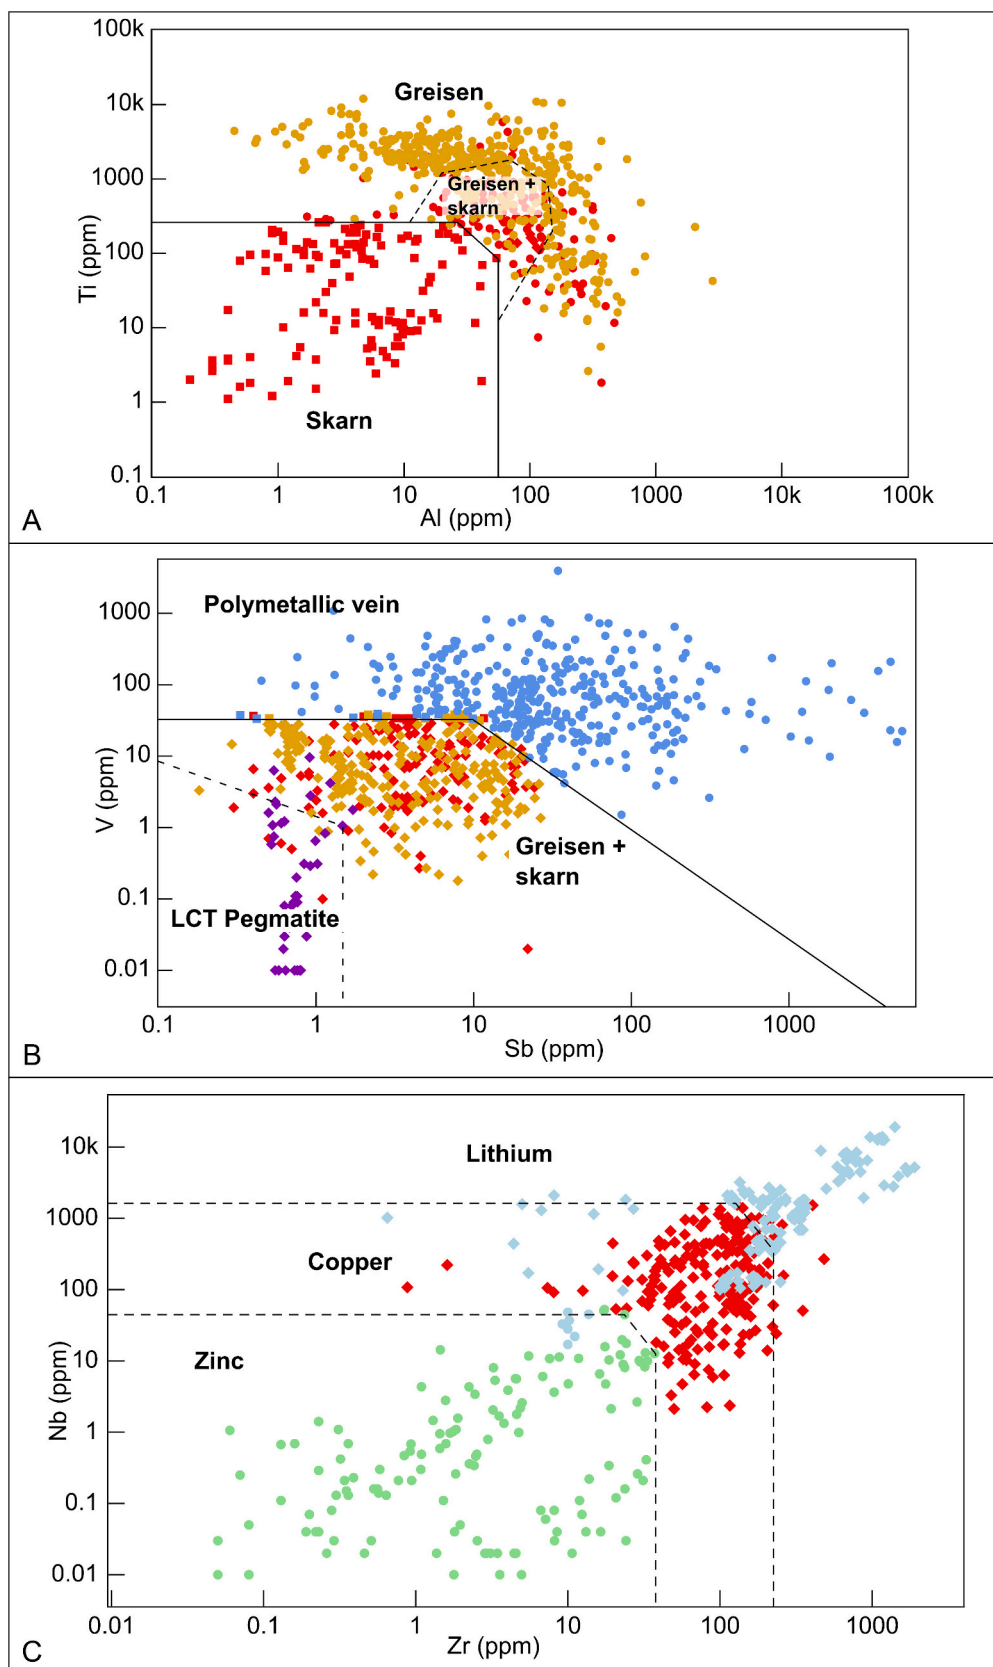 100k
10k
1000
100
10
1
0.1
Ti (ppm)
Greisen
Greisen +
skarn
Skarn
0.1
1
10
100
1000
10k
100k
Al (ppm)
A
1000
100
10
1
0.1
0.01
V (ppm)
Polymetallic vein
Greisen +
skarn
LCT Pegmatite
0.1
1
10
100
1000
Sb (ppm)
B
10k
1000
100
10
1
0.1
0.01
Nb (ppm)
Lithium
Copper
Zinc
0.01
0.1
1
10
100
1000
Zr (ppm)
C